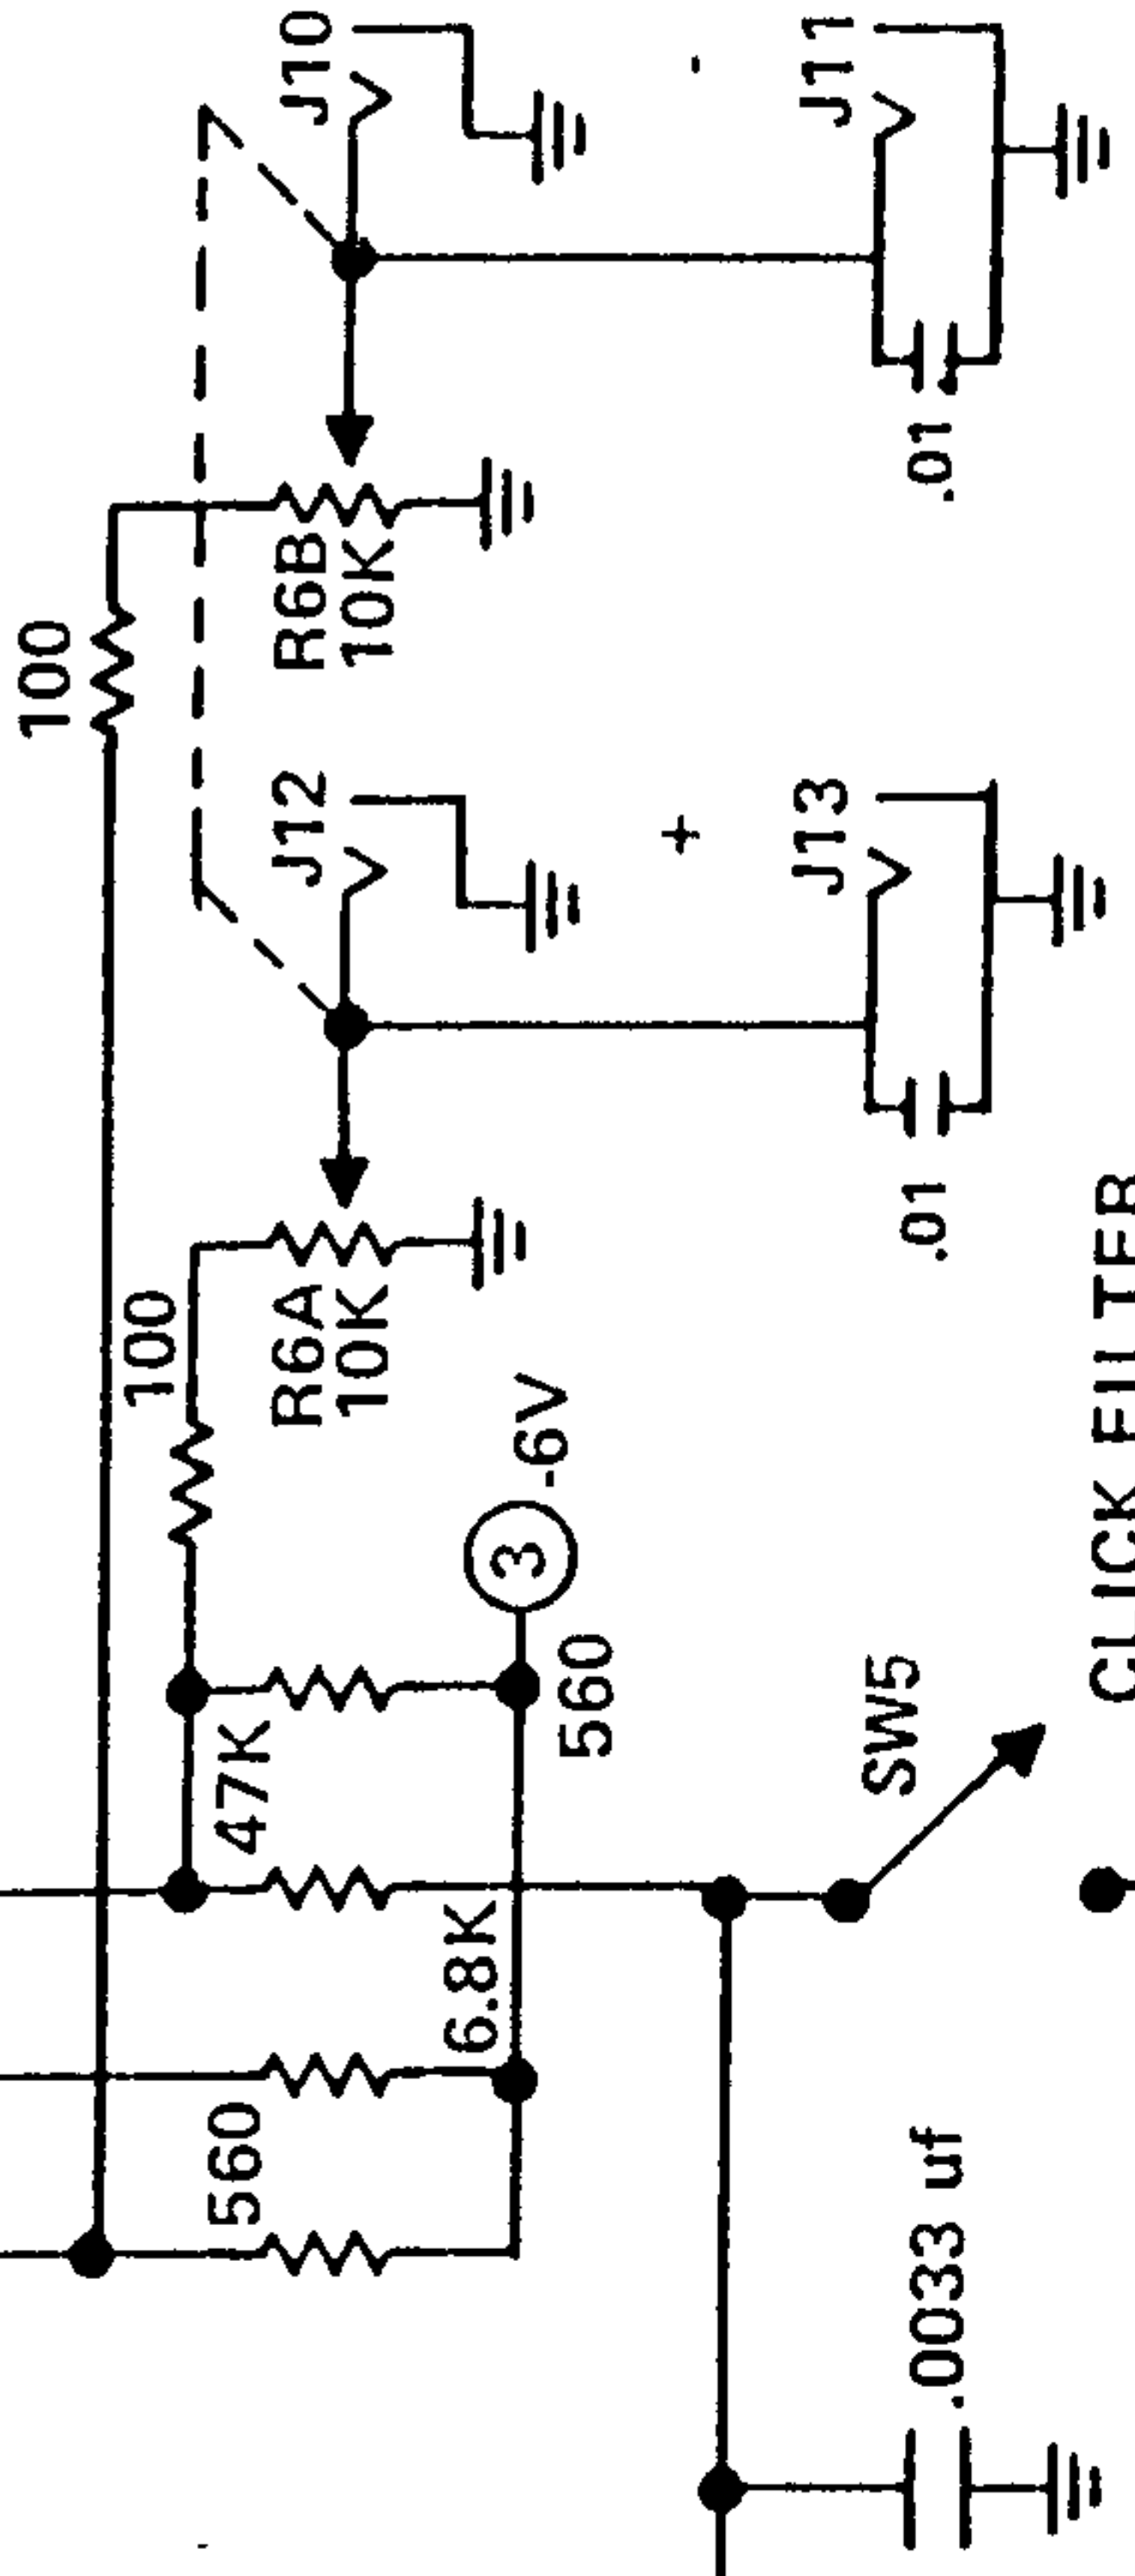 100
J10
R6B
10K
J11
.01
J12
+
-
J13
.01
100
R6A
10K
3
-6V
47K
560
560
6.8K
SW5
CLICK FILTER
.0033 uf